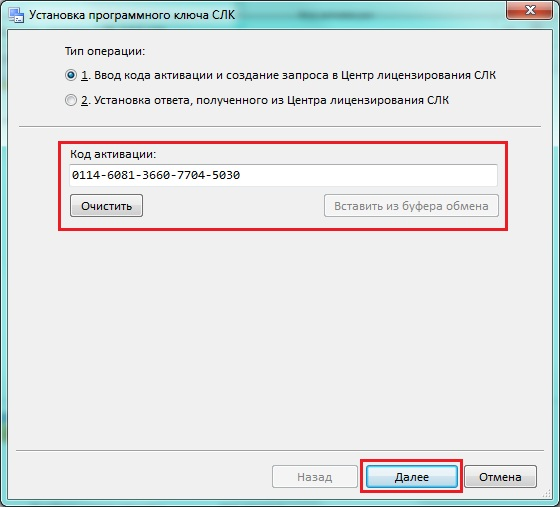 Установка программного ключа СЛК
Тип операции:
1. Ввод кода активации и создание запроса в Центр лицензирования СЛК
2. Установка ответа, полученного из Центра лицензирования СЛК
Код активации:
0114-6081-3660-7704-5030
Очистить Вставить из буфера обмена
Назад Далее Отмена